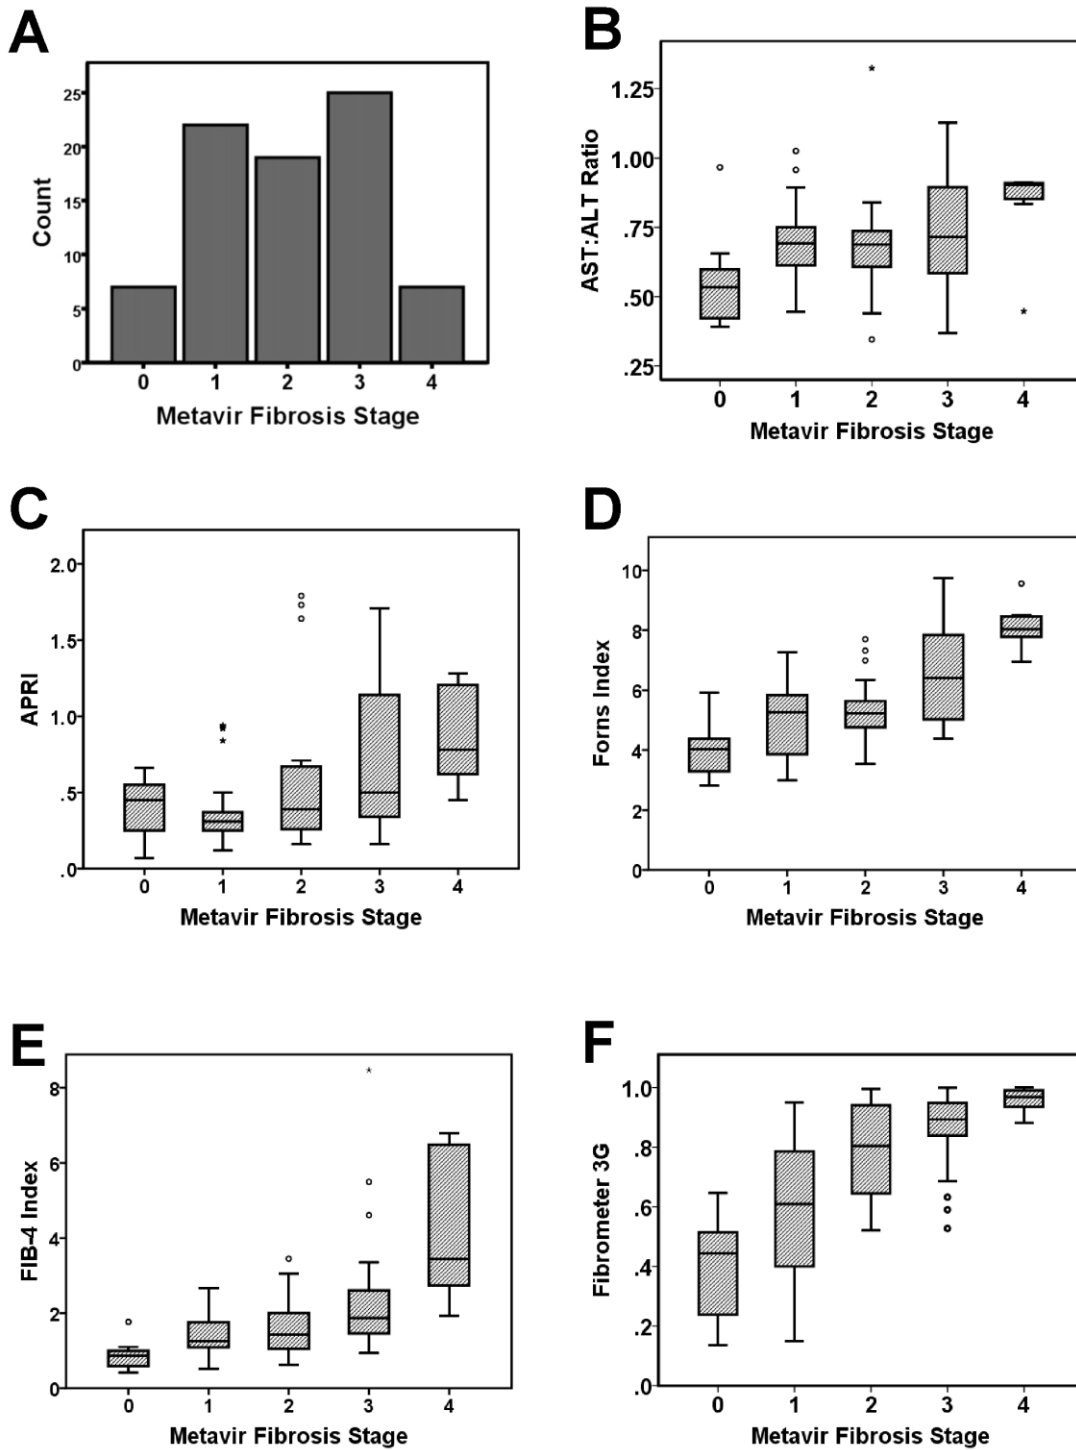 A
25
20
15
10
5
0
Count
0 1 2 3 4
Metavir Fibrosis Stage
B
1.25
1.00
.75
.50
.25
AST:ALT Ratio
0 1 2 3 4
Metavir Fibrosis Stage
C
2.0
1.5
1.0
.5
.0
APRI
0 1 2 3 4
Metavir Fibrosis Stage
D
10
8
6
4
2
0
Forns Index
0 1 2 3 4
Metavir Fibrosis Stage
E
8
6
4
2
0
FIB-4 Index
0 1 2 3 4
Metavir Fibrosis Stage
F
1.0
.8
.6
.4
.2
.0
Fibrometer 3G
0 1 2 3 4
Metavir Fibrosis Stage